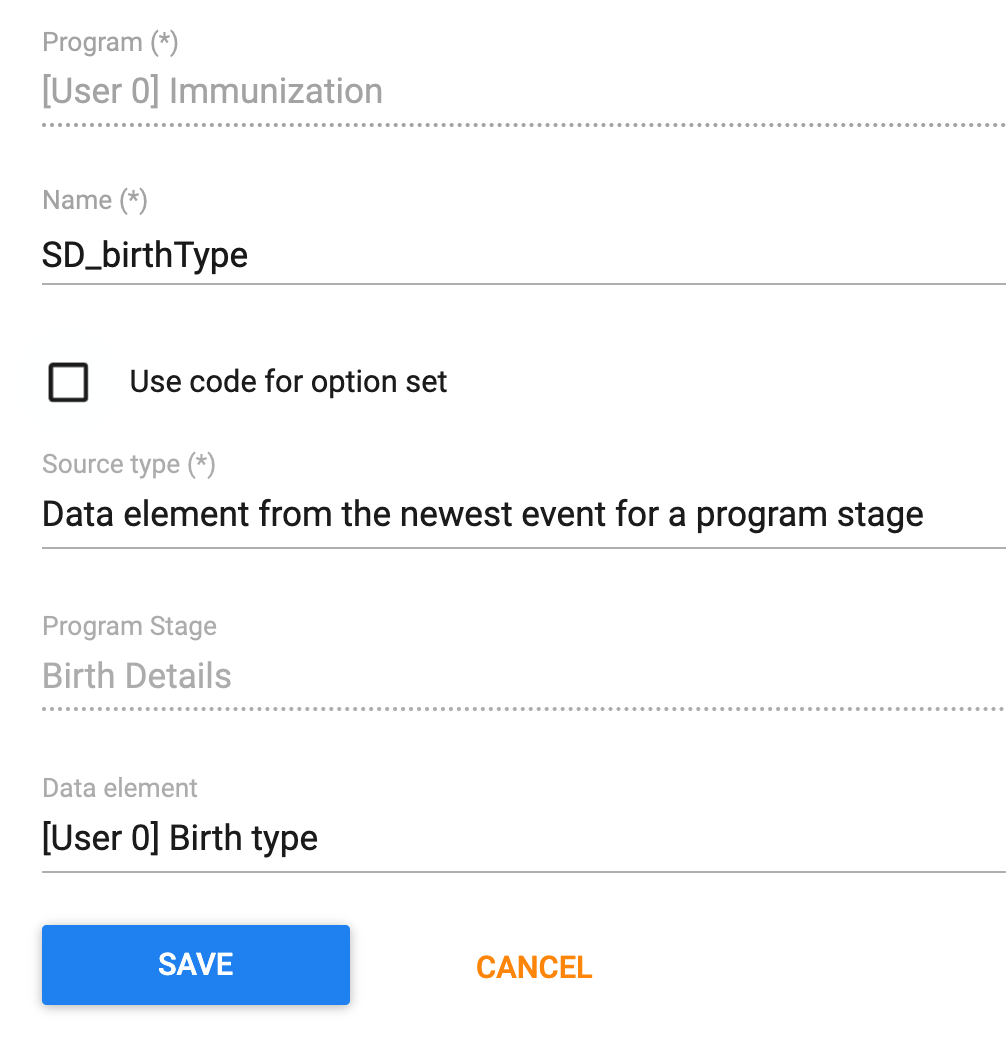 Program (*)
[User 0] Immunization
Name (*)
SD_birthType
Use code for option set
Source type (*)
Data element from the newest event for a program stage
Program Stage
Birth Details
Data element
[User 0] Birth type
SAVE CANCEL